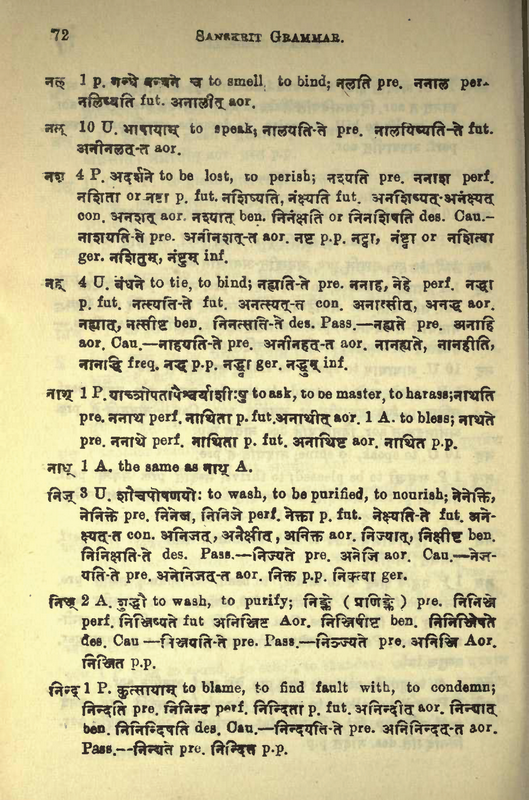 72 SANSKRIT GRAMMAR.
नल् 1 p. गन्धे बन्धने च to smell, to bind; नलति pre. ननाल per-
नलिष्यति fut. अनालीत् aor.
नल् 10 U. भाषायाम् to speak; नालयति-ते pre. नालयिष्यति-ते fut.
अनीनलत्-त aor.
नश 4 P. अदर्शने to be lost, to perish; नश्यति pre. ननाश perf.
नशिता or नंष्टा p. fut. नशिष्यति, नंक्ष्यति fut. अनशिष्यत्-अनंक्ष्यत्
con. अनशत् aor. नश्यात् ben. निनंक्षति or निनशिषति des. Cau.-
नाशयति-ते pre. अनीनशत्-त aor. नष्ट p.p. नट्वा, नंष्ट्वा or नशित्वा
ger. नशितुम्, नंष्टुम् inf.
नह् 4 U. बंधने to tie, to bind; नह्यति-ते pre. ननाह, नेहे perf. नद्धा
p. fut. नत्स्यति-ते fut. अनत्स्यत्-त con. अनात्सीत्, अनद्ध aor.
नह्यात्, नत्सीष्ट ben. निनत्सति-ते des. Pass.—नह्यते pre. अनाहि
aor. Cau.—नाहयति-ते pre. अनीनहत्-त aor. नानह्यते, नानहीति,
नानाद्धि freq. नद्ध p.p. नद्ध्वा ger. नद्धुम् inf.
नाथ् 1 P. याच्ञोपतापैश्वर्याशीःषु to ask, to be master, to harass; नाथति
pre. ननाथ perf. नाथिता p. fut. अनाथीत् aor. 1 A. to bless; नाथते
pre. ननाथे perf. नाथिता p. fut. अनाथिष्ट aor. नाथित p.p.
नाध् 1 A. the same as नाथ् A.
निज् 3 U. शौचपोषणयोः to wash, to be purified, to nourish; नेनेक्ति,
नेनिक्ते pre. निनेज, निनिजे perf. नेक्ता p. fut. नेक्ष्यति-ते fut. अने-
क्ष्यत्-त con. अनिजत्, अनैक्षीत्, अनिक्त aor. निज्यात्, निक्षीष्ट ben.
निनिक्षति-ते des. Pass.—निज्यते pre. अनेजि aor. Cau.—नेज-
यति-ते pre. अनेनिजत्-त aor. निक्त p.p. निक्त्वा ger.
निञ्ज् 2 A. शुद्धौ to wash, to purify; निङ्क्ते ( प्रणिङ्क्ते ) pre. निनिञ्जे
perf. निञ्जिष्यते fut अनिञ्जिष्ट Aor. निञ्जिषीष्ट ben. निनिञ्जिषते
des. Cau —निञ्जयति-ते pre. Pass.—निञ्ज्यते pre. अनिञ्जि Aor.
निञ्जित p.p.
निन्द् 1 P. कुत्सायाम् to blame, to find fault with, to condemn;
निन्दति pre. निनिन्द perf. निन्दिता p. fut. अनिन्दीत् aor. निन्द्यात्
ben. निनिन्दिषति des. Cau.—निन्दयति-ते pre. अनिनिन्दत्-त aor.
Pass.--निन्द्यते pre. निन्दित p.p.